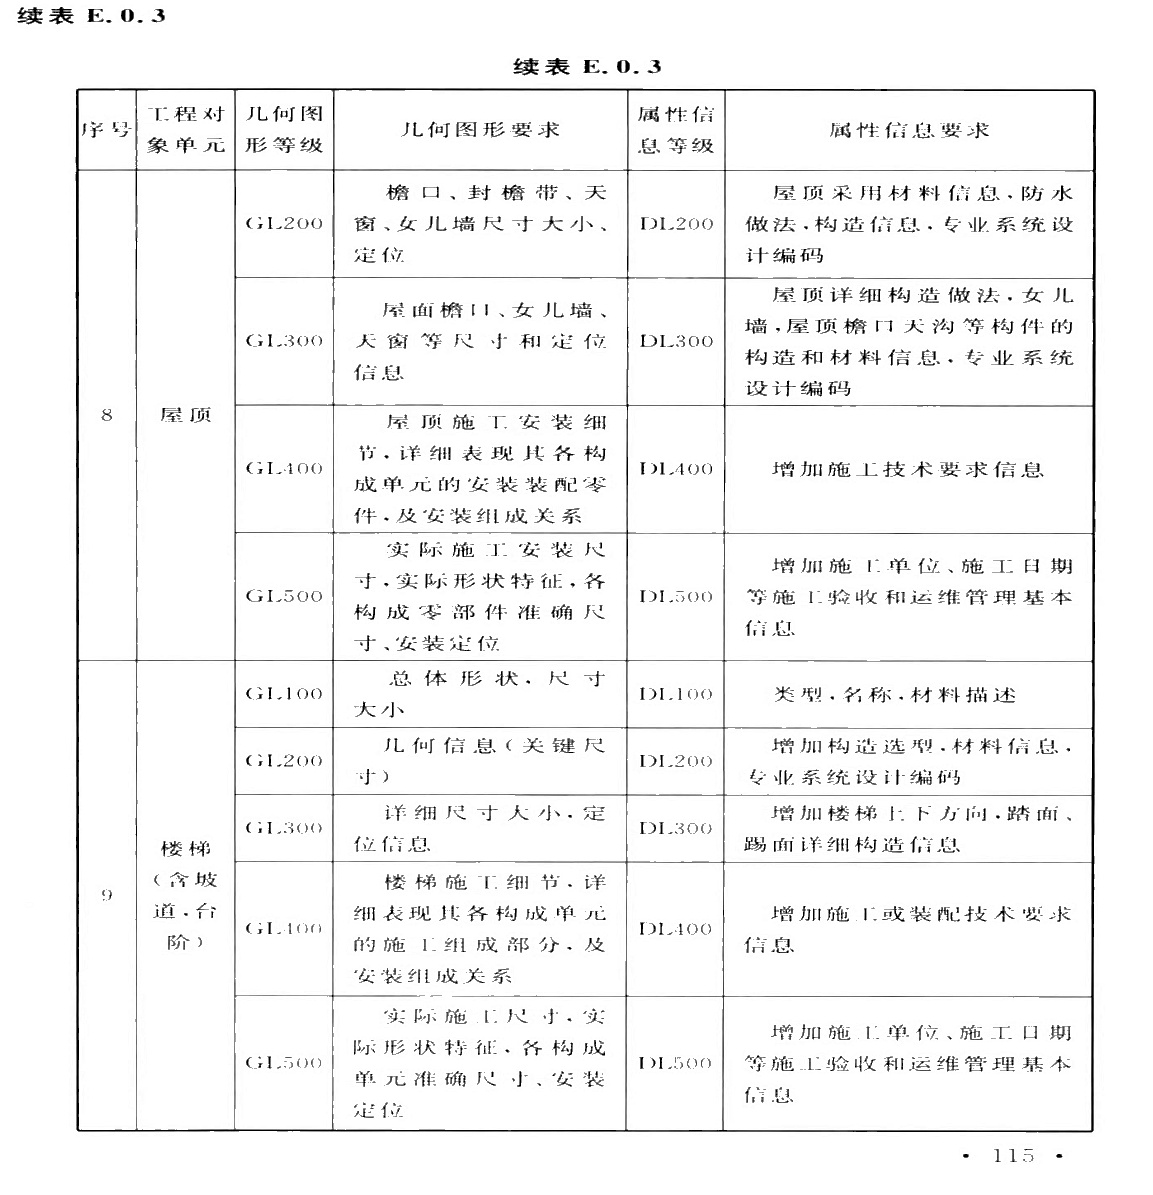 续表 E.0.3
续表 E.0.3
序号
工程对
象单元
几何图
形等级
几何图形要求
属性信
息等级
属性信息要求
8
屋顶
GL200
檐口、封檐带、天
窗、女儿墙尺寸大小、
定位
DL200
屋顶采用材料信息,防水
做法,构造信息,专业系统设
计编码
GL300
屋面檐口、女儿墙、
天窗等尺寸和定位
信息
DL300
屋顶详细构造做法,女儿
墙,屋顶檐口天沟等构件的
构造和材料信息,专业系统
设计编码
GL400
屋顶施工安装细
节,详细表现其各构
成单元的安装装配零
件,及安装组成关系
DL400
增加施工技术要求信息
GL500
实际施工安装尺
寸,实际形状特征,各
构成零部件准确尺
寸、安装定位
DL500
增加施工单位、施工日期
等施工验收和运维管理基本
信息
9
楼梯
(含坡
道,台
阶)
GL100
总体形状,尺寸
大小
DL100
类型,名称,材料描述
GL200
几何信息(关键尺
寸)
DL200
增加构造选型,材料信息,
专业系统设计编码
GL300
详细尺寸大小,定
位信息
DL300
增加楼梯上下方向,踏面、
踢面详细构造信息
GL400
楼梯施工细节,详
细表现其各构成单元
的施工组成部分,及
安装组成关系
DL400
增加施工或装配技术要求
信息
GL500
实际施工尺寸,实
际形状特征,各构成
单元准确尺寸、安装
定位
DL500
增加施工单位、施工日期
等施工验收和运维管理基本
信息
· 115 ·